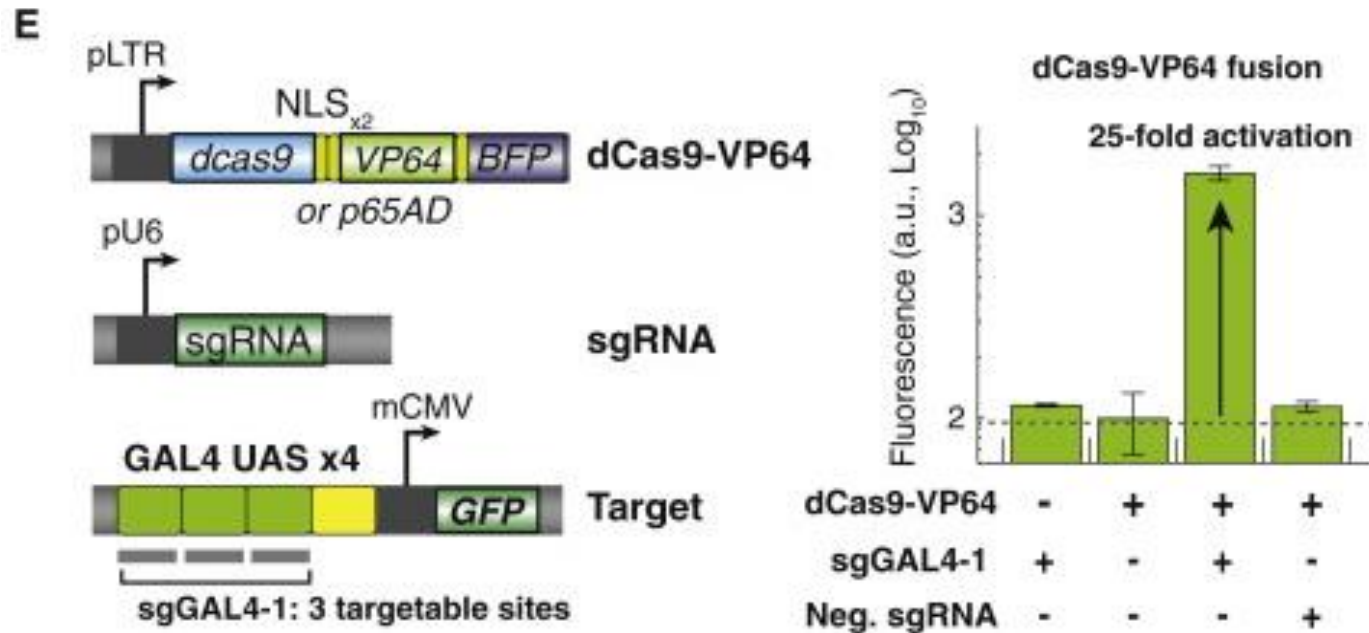 E
pLTR
NLSx2
dcas9 VP64 BFP dCas9-VP64
or p65AD
pU6
sgRNA sgRNA
mCMV
GAL4 UAS x4
GFP Target
sgGAL4-1: 3 targetable sites
dCas9-VP64 fusion
25-fold activation
Fluorescence (a.u., Log10)
3
2
dCas9-VP64 - + + +
sgGAL4-1 + - + -
Neg. sgRNA - - - +